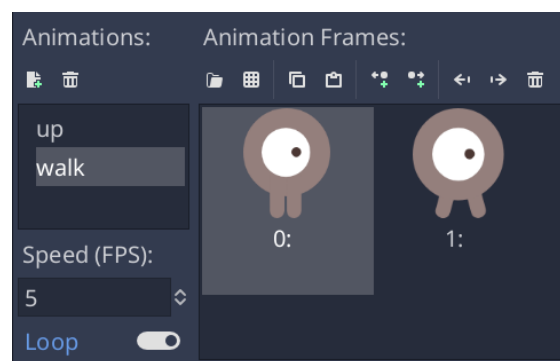 Animations:
Animation Frames:
up
walk
0:
1:
Speed (FPS):
5
Loop